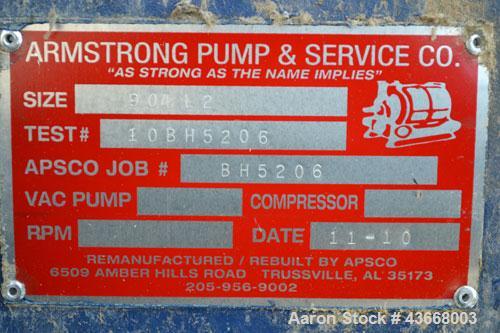 ARMSTRONG PUMP & SERVICE CO.
"AS STRONG AS THE NAME IMPLIES"
SIZE 904L2
TEST# 10BH5206
APSCO JOB # BH5206
VAC PUMP COMPRESSOR
RPM DATE 11-10
REMANUFACTURED / REBUILT BY APSCO
6509 AMBER HILLS ROAD TRUSSVILLE, AL 35173
205-956-9002
Aaron Stock # 43668003